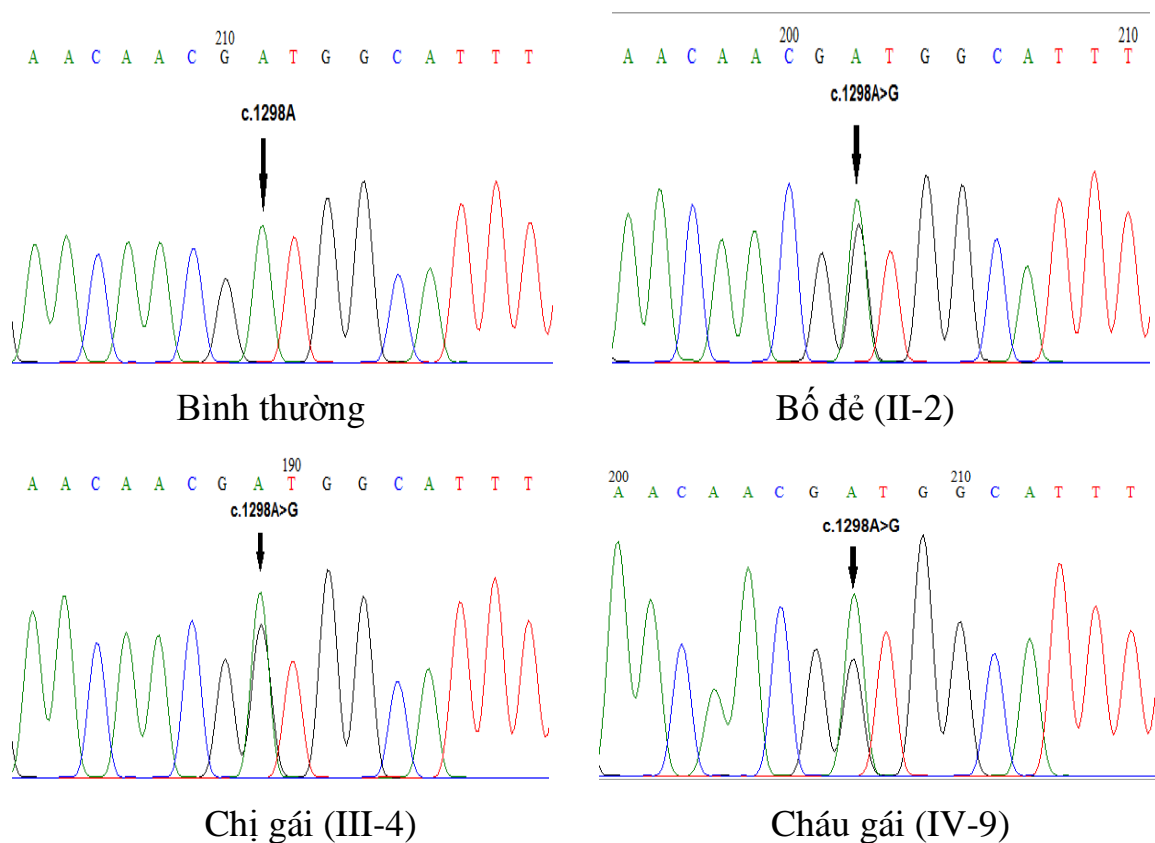 210
A A C A A C G A T G G C A T T T
c.1298A
Bình thường
200 210
A A C A A C G A T G G C A T T T
c.1298A>G
Bố đẻ (II-2)
190
A A C A A C G A T G G C A T T T
c.1298A>G
Chị gái (III-4)
200 210
A A C A A C G A T G G C A T T T
c.1298A>G
Cháu gái (IV-9)